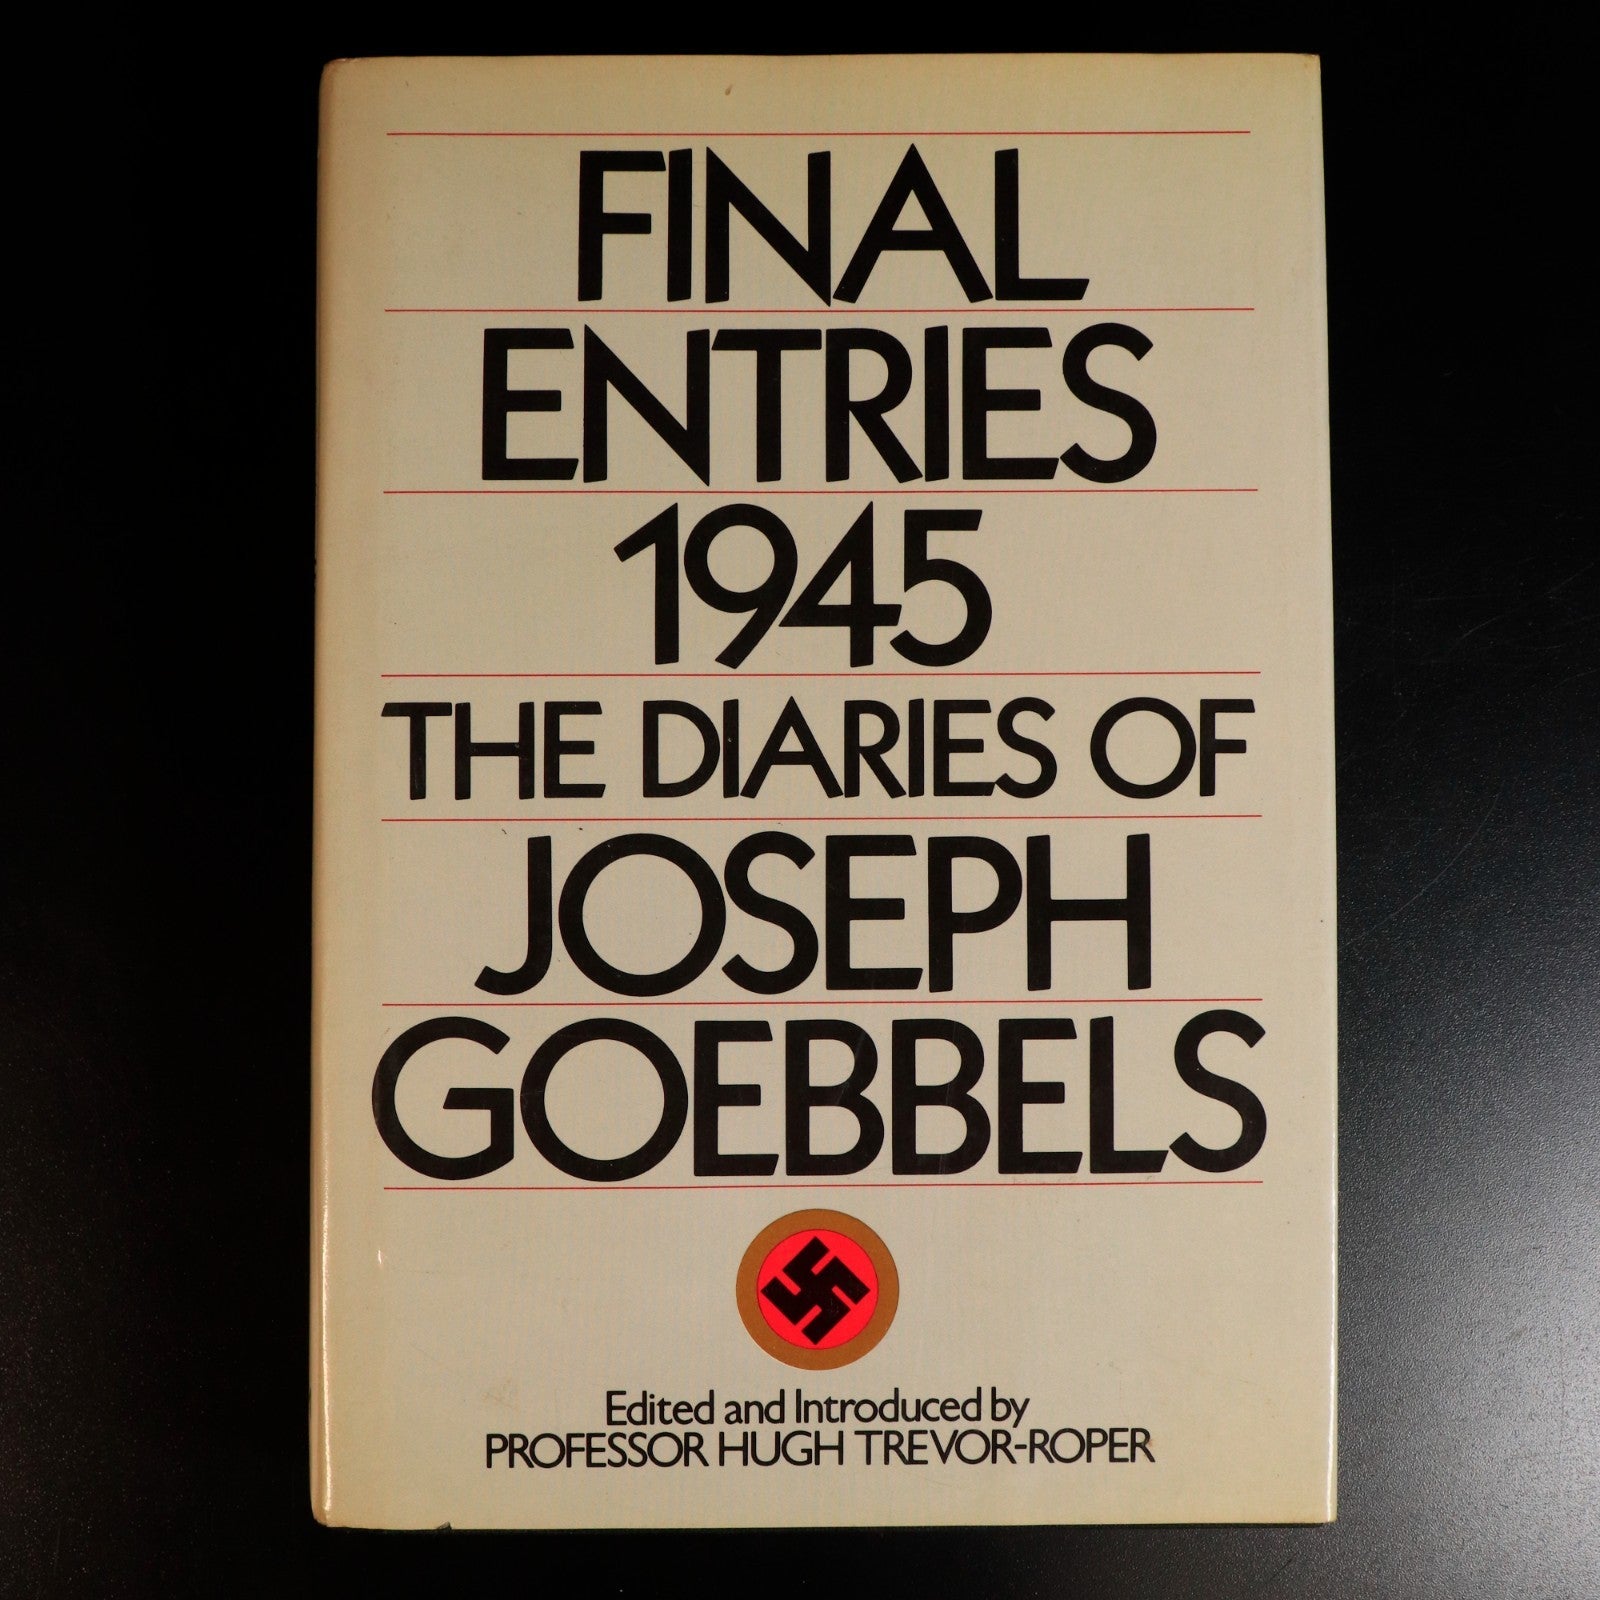 FINAL
ENTRIES
1945
THE DIARIES OF
JOSEPH
GOEBBELS
Edited and Introduced by
PROFESSOR HUGH TREVOR-ROPER